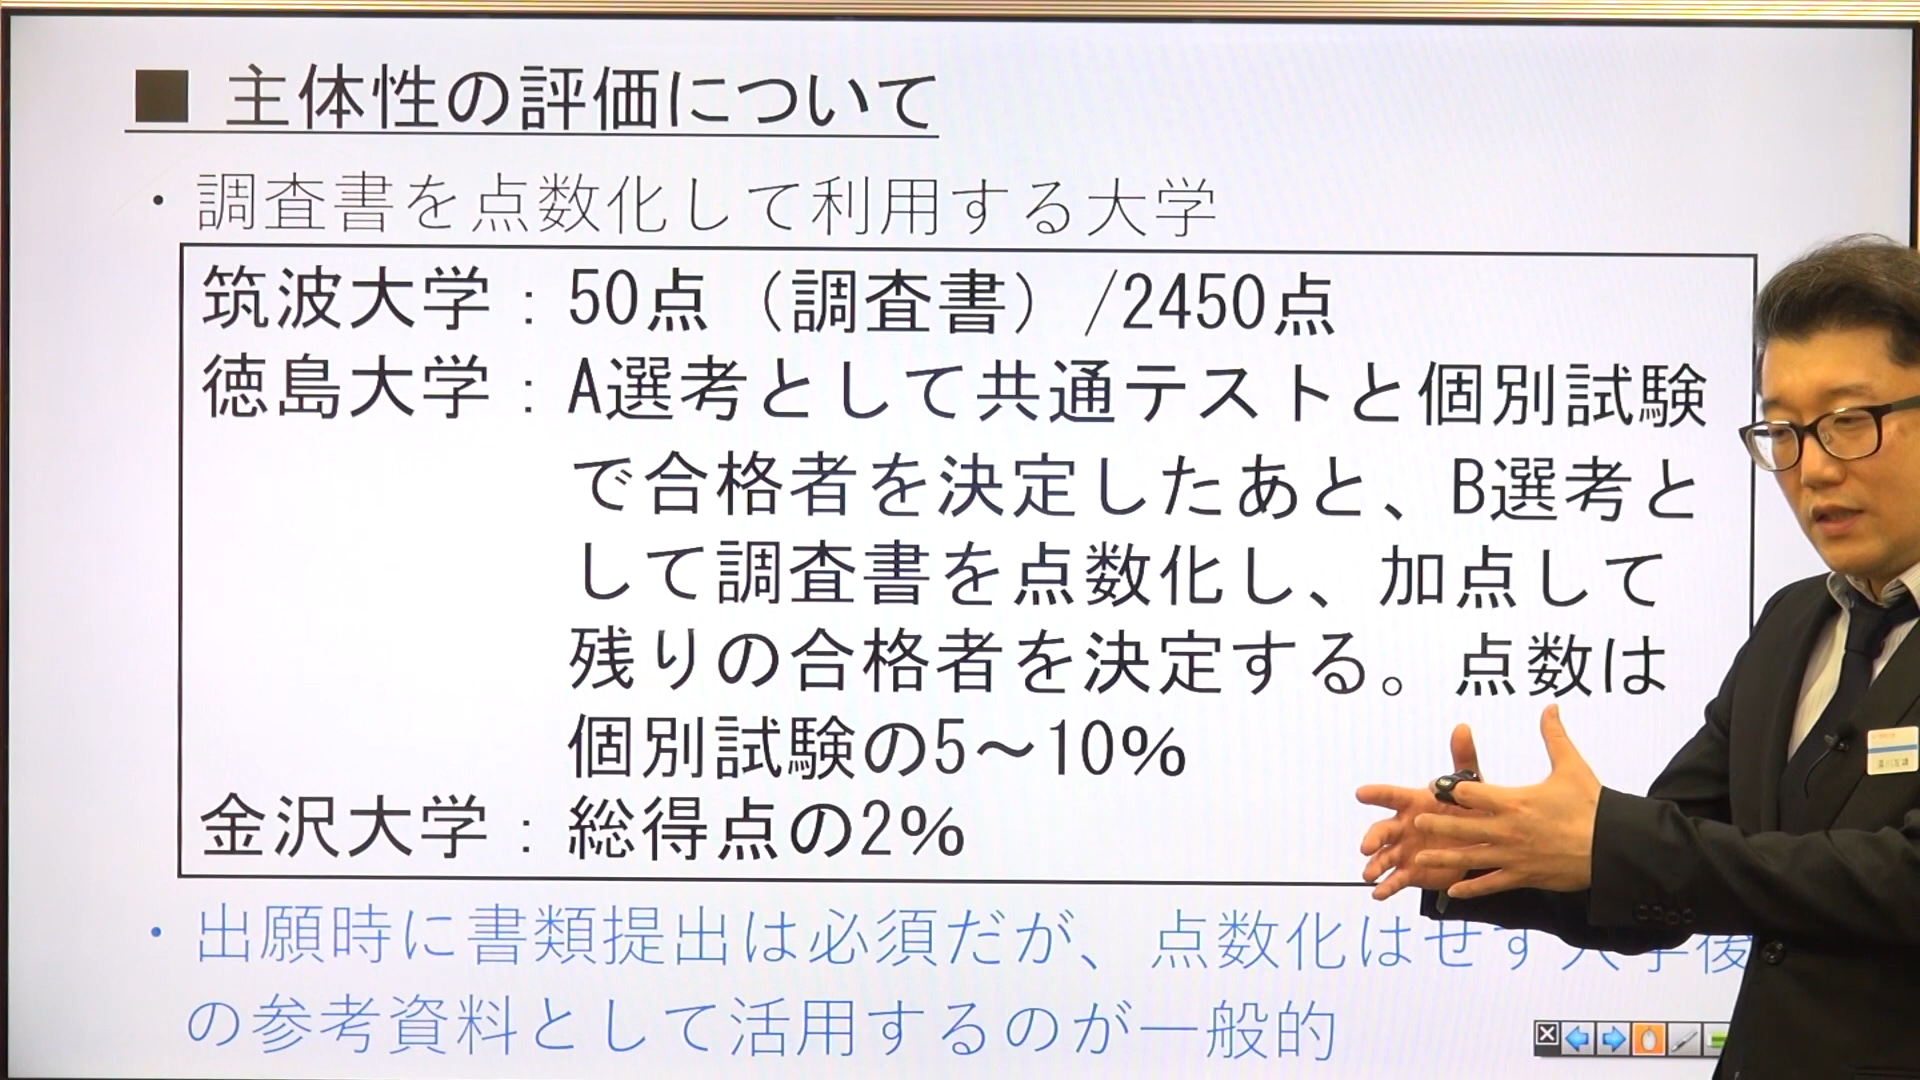 ■ 主体性の評価について
・調査書を点数化して利用する大学
筑波大学：50点（調査書）/2450点
徳島大学：A選考として共通テストと個別試験
で合格者を決定したあと、B選考と
して調査書を点数化し、加点して
残りの合格者を決定する。点数は
個別試験の5～10%
金沢大学：総得点の2%
・出願時に書類提出は必須だが、点数化はせず入学後
の参考資料として活用するのが一般的